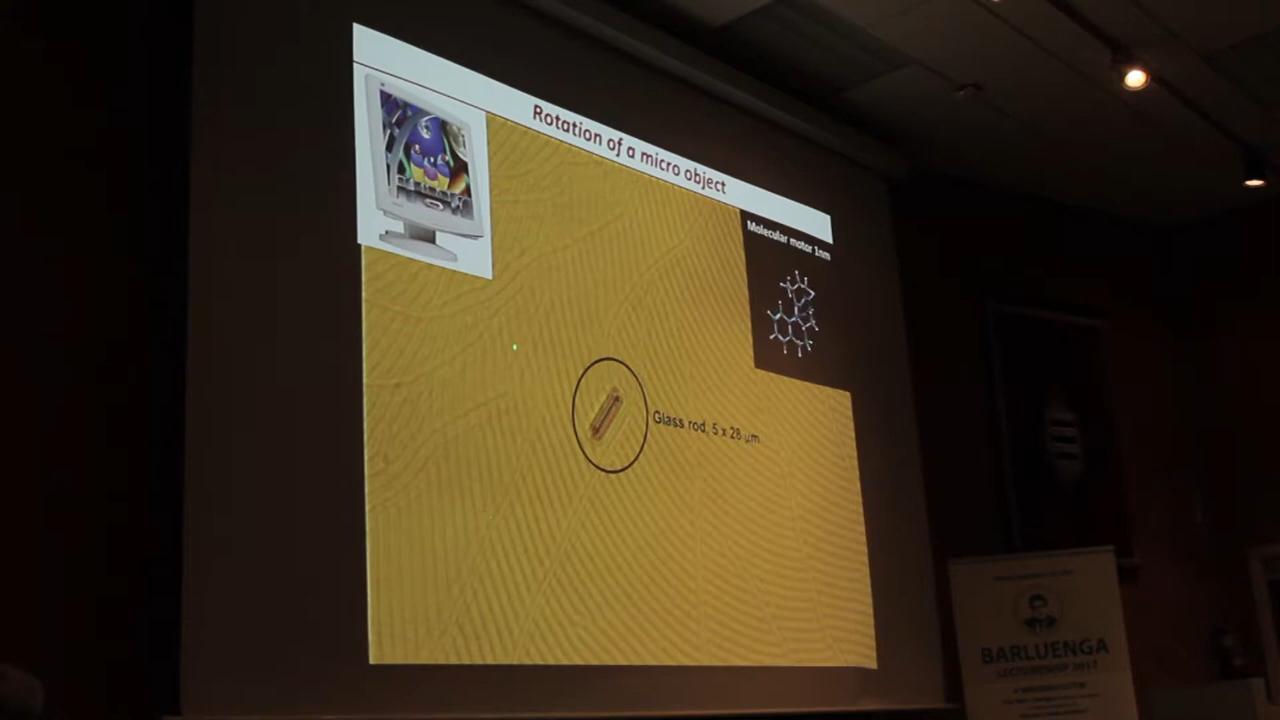 Rotation of a micro object
Molecular motor 1nm
Glass rod, 5 x 28 μm
BARLUENGA
LECTURESHIP 2017